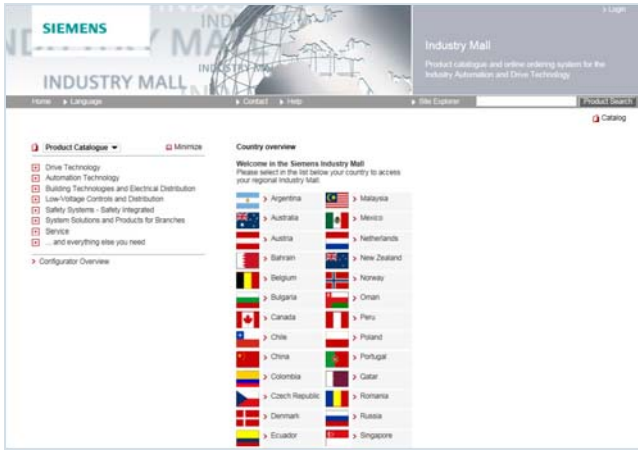 SIEMENS
INDUSTRY MALL
> Login
Industry Mall
Product catalogue and online ordering system for the
Industry Automation and Drive Technology
Home
Language
Contact
Help
Site Explorer
Product Search
Catalog
Product Catalogue
Minimize
Drive Technology
Automation Technology
Building Technologies and Electrical Distribution
Low-Voltage Controls and Distribution
Safety Systems - Safety Integrated
System Solutions and Products for Branches
Service
... and everything else you need
> Configurator Overview
Country overview
Welcome in the Siemens Industry Mall
Please select in the list below your country to access
your regional Industry Mall:
> Argentina
> Malaysia
> Australia
> Mexico
> Austria
> Netherlands
> Bahrain
> New Zealand
> Belgium
> Norway
> Bulgaria
> Oman
> Canada
> Peru
> Chile
> Poland
> China
> Portugal
> Colombia
> Qatar
> Czech Republic
> Romania
> Denmark
> Russia
> Ecuador
> Singapore